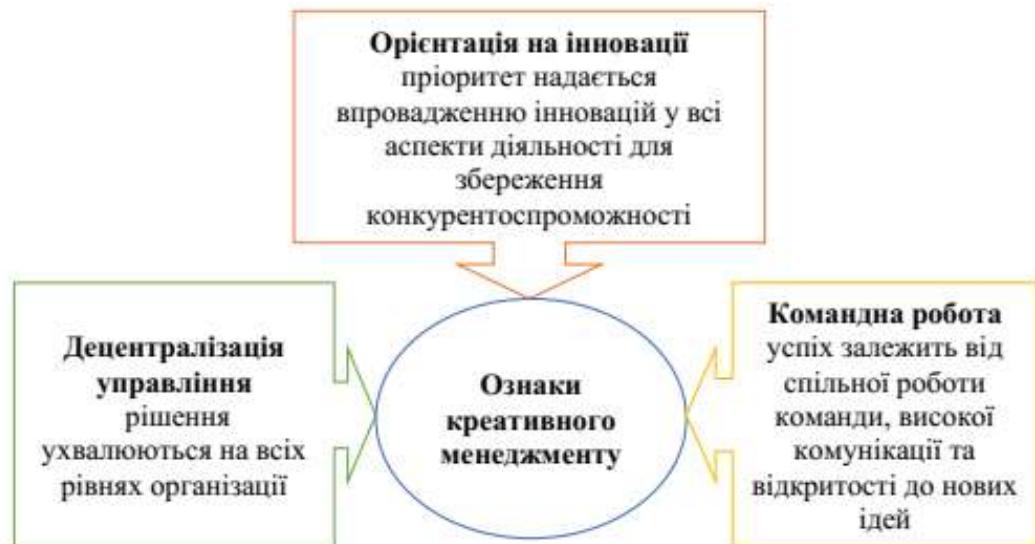 Орієнтація на інновації
пріоритет надається
впровадженню інновацій у всі
аспекти діяльності для
збереження
конкурентоспроможності
Децентралізація
управління
рішення
ухвалюються на всіх
рівнях організації
Ознаки
креативного
менеджменту
Командна робота
успіх залежить від
спільної роботи
команди, високої
комунікації та
відкритості до нових
ідей